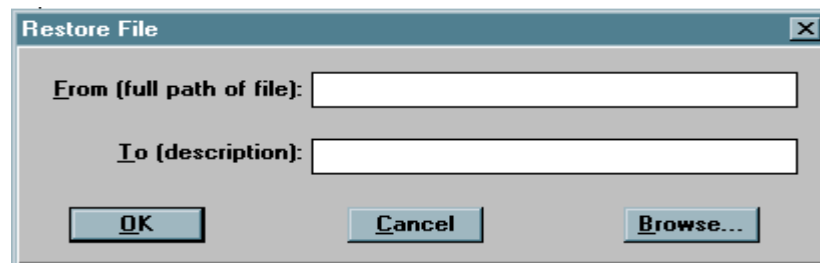 Restore File
From (full path of file):
To (description):
OK Cancel Browse...